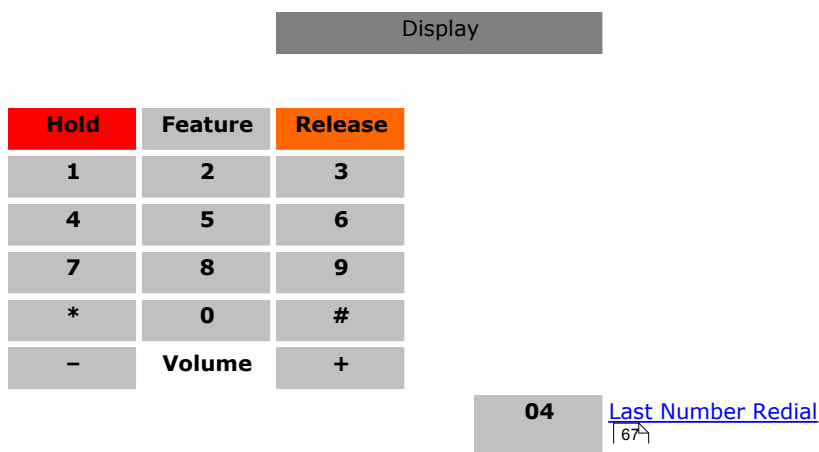 Display
Hold Feature Release
1 2 3
4 5 6
7 8 9
* 0 #
– Volume +
04 Last Number Redial
67